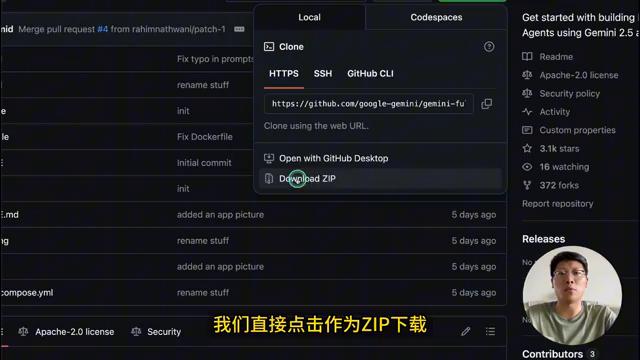 Local
Codespaces
Get started with building
Agents using Gemini 2.5 a
mid Merge pull request #4 from rahimnathwani/patch-1
Clone
HTTPS SSH GitHub CLI
https://github.com/google-gemini/gemini-ful
Clone using the web URL.
Open with GitHub Desktop
Download ZIP
Fix typo in prompts
rename stuff
init
le Fix Dockerfile
Initial commit
init
E.md added an app picture 5 days ago
ng rename stuff 5 days ago
added an app picture 5 days ago
compose.yml rename stuff 5 days ago
Apache-2.0 license
Security
Readme
Apache-2.0 license
Security policy
Activity
Custom properties
3.1k stars
16 watching
372 forks
Report repository
Releases
Contributors 3
我们直接点击作为ZIP下载